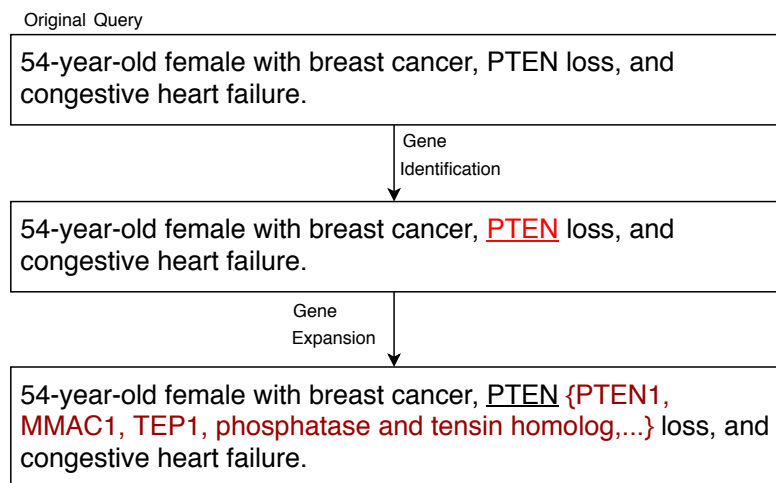 Original Query
54-year-old female with breast cancer, PTEN loss, and
congestive heart failure.
Gene
Identification
54-year-old female with breast cancer, PTEN loss, and
congestive heart failure.
Gene
Expansion
54-year-old female with breast cancer, PTEN {PTEN1,
MMAC1, TEP1, phosphatase and tensin homolog,...} loss, and
congestive heart failure.